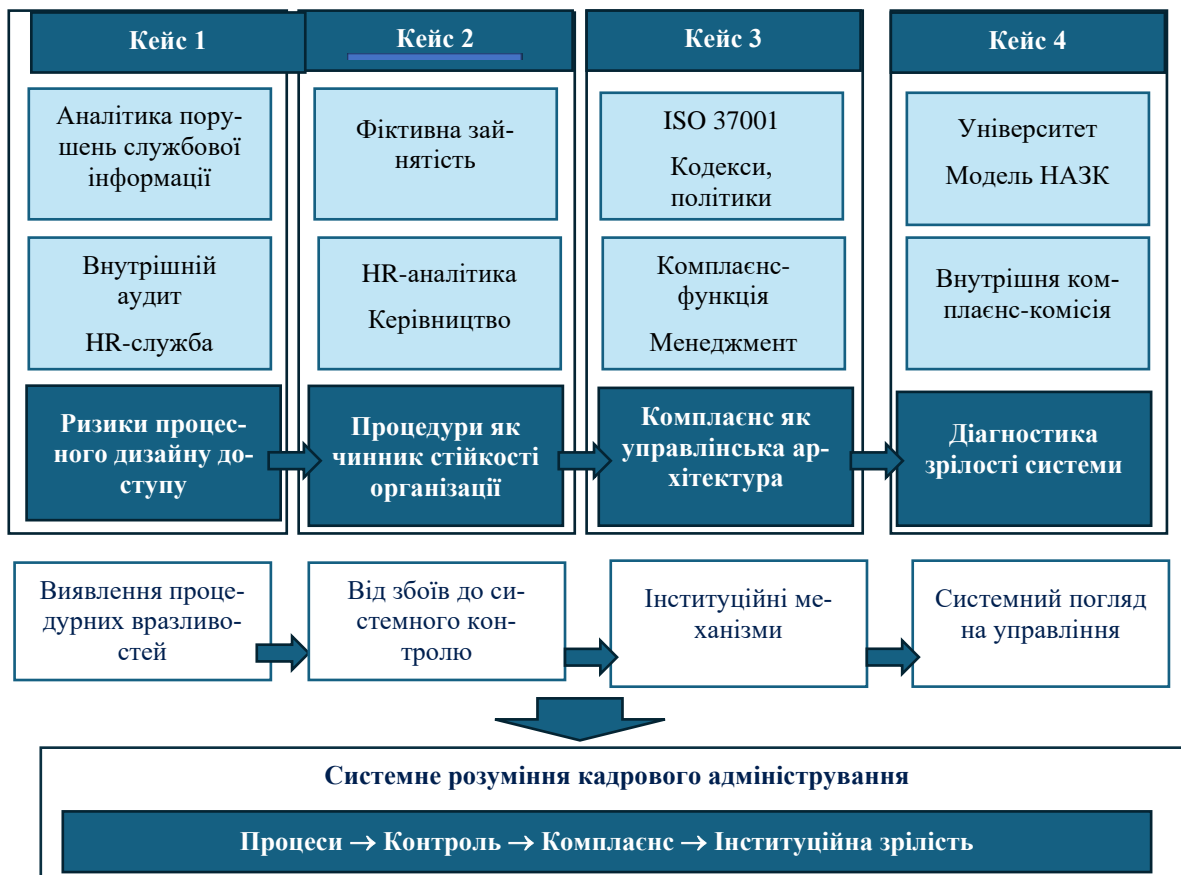 Кейс 1
Кейс 2
Кейс 3
Кейс 4
Аналітика пору-
шень службової
інформації
Фіктивна зай-
нятість
ISO 37001
Кодекси,
політики
Університет
Модель НАЗК
Внутрішній
аудит
HR-служба
HR-аналітика
Керівництво
Комплаєнс-
функція
Менеджмент
Внутрішня ком-
плаєнс-комісія
Ризики процес-
ного дизайну до-
ступу
Процедури як
чинник стійкості
організації
Комплаєнс як
управлінська ар-
хітектура
Діагностика
зрілості системи
Виявлення проце-
дурних вразливо-
стей
Від збоїв до си-
стемного кон-
тролю
Інституційні ме-
ханізми
Системний погляд
на управління
Системне розуміння кадрового адміністрування
Процеси → Контроль → Комплаєнс → Інституційна зрілість